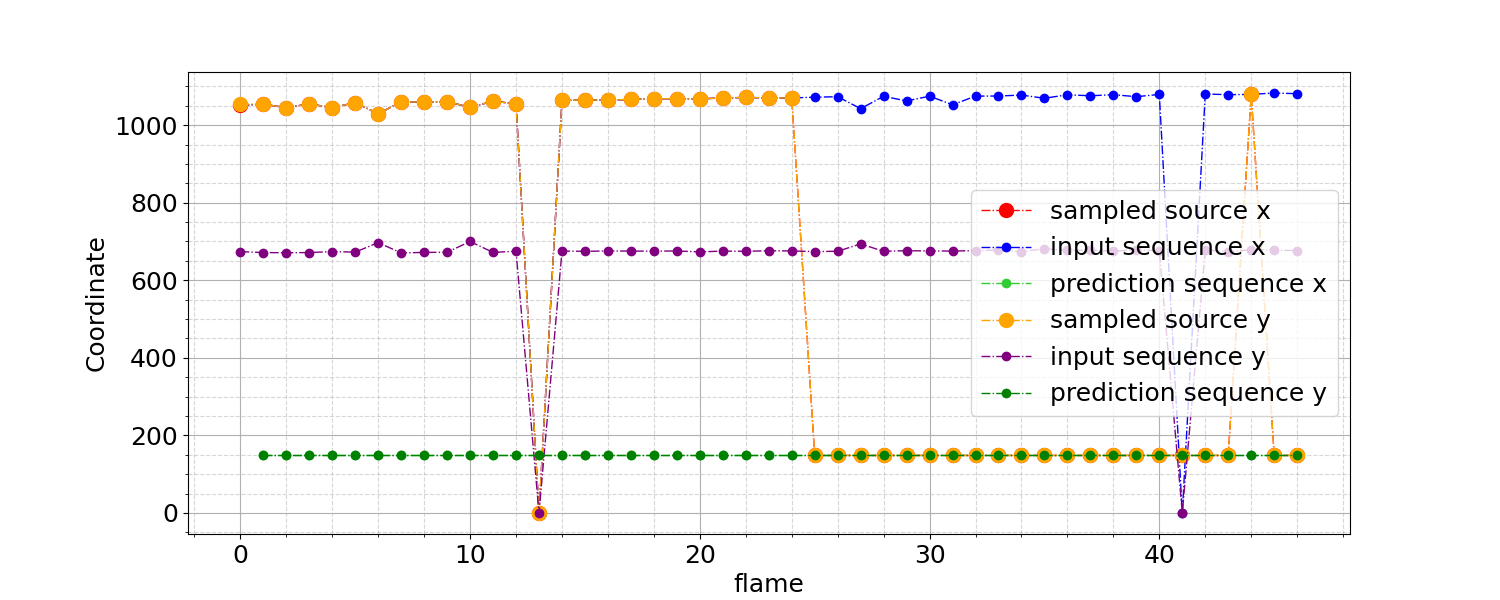 1000
800
600
400
200
0
Coordinate
sampled source x
input sequence x
prediction sequence x
sampled source y
input sequence y
prediction sequence y
0 10 20 30 40
flame